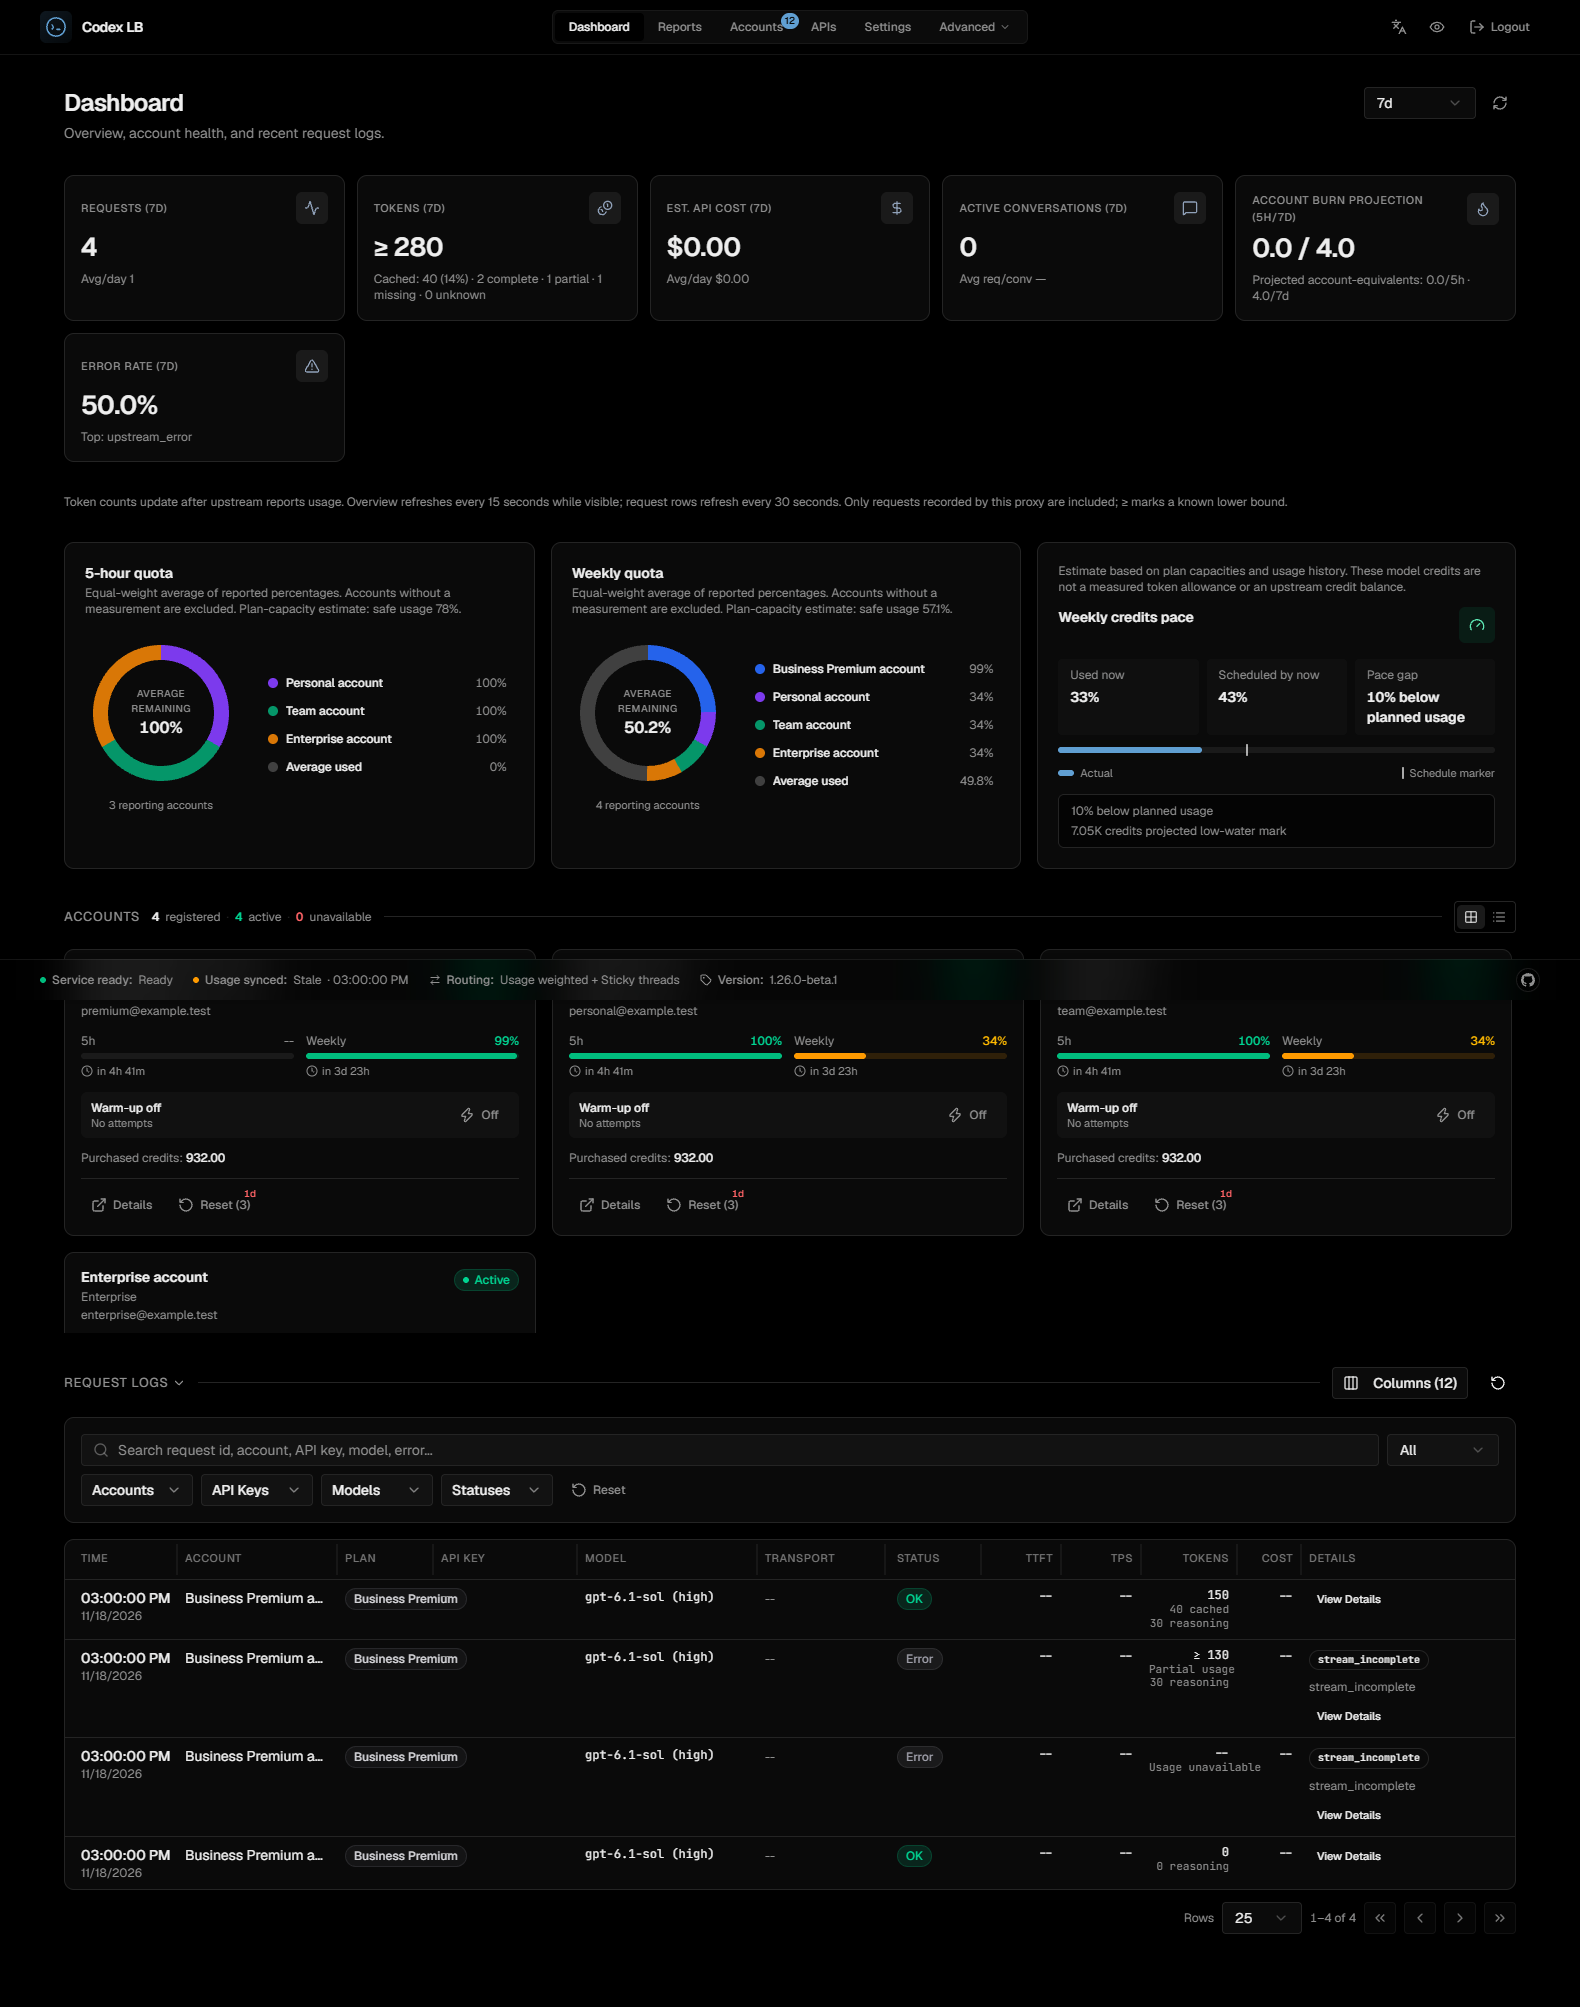 Codex LB
Dashboard
Reports
Accounts
12
APIs
Settings
Advanced
Logout
Dashboard
Overview, account health, and recent request logs.
7d
REQUESTS (7D)
4
Avg/day 1
TOKENS (7D)
≥ 280
Cached: 40 (14%) · 2 complete · 1 partial · 1
missing · 0 unknown
EST. API COST (7D)
$0.00
Avg/day $0.00
ACTIVE CONVERSATIONS (7D)
0
Avg req/conv —
ACCOUNT BURN PROJECTION
(5H/7D)
0.0 / 4.0
Projected account-equivalents: 0.0/5h ·
4.0/7d
ERROR RATE (7D)
50.0%
Top: upstream_error
Token counts update after upstream reports usage. Overview refreshes every 15 seconds while visible; request rows refresh every 30 seconds. Only requests recorded by this proxy are included; ≥ marks a known lower bound.
5-hour quota
Equal-weight average of reported percentages. Accounts without a
measurement are excluded. Plan-capacity estimate: safe usage 78%.
AVERAGE
REMAINING
100%
3 reporting accounts
Personal account 100%
Team account 100%
Enterprise account 100%
Average used 0%
Weekly quota
Equal-weight average of reported percentages. Accounts without a
measurement are excluded. Plan-capacity estimate: safe usage 57.1%.
AVERAGE
REMAINING
50.2%
4 reporting accounts
Business Premium account 99%
Personal account 34%
Team account 34%
Enterprise account 34%
Average used 49.8%
Estimate based on plan capacities and usage history. These model credits are
not a measured token allowance or an upstream credit balance.
Weekly credits pace
Used now
33%
Scheduled by now
43%
Pace gap
10% below
planned usage
Actual
Schedule marker
10% below planned usage
7.05K credits projected low-water mark
ACCOUNTS 4 registered · 4 active · 0 unavailable
Service ready: Ready
Usage synced: Stale · 03:00:00 PM
Routing: Usage weighted + Sticky threads
Version: 1.26.0-beta.1
premium@example.test
5h --
Weekly 99%
in 4h 41m
in 3d 23h
Warm-up off
No attempts
Off
Purchased credits: 932.00
Details
Reset (3)
1d
personal@example.test
5h 100%
Weekly 34%
in 4h 41m
in 3d 23h
Warm-up off
No attempts
Off
Purchased credits: 932.00
Details
Reset (3)
1d
team@example.test
5h 100%
Weekly 34%
in 4h 41m
in 3d 23h
Warm-up off
No attempts
Off
Purchased credits: 932.00
Details
Reset (3)
1d
Enterprise account
Active
Enterprise
enterprise@example.test
REQUEST LOGS
Columns (12)
Search request id, account, API key, model, error...
All
Accounts
API Keys
Models
Statuses
Reset
TIME ACCOUNT PLAN API KEY MODEL TRANSPORT STATUS TTFT TPS TOKENS COST DETAILS
03:00:00 PM Business Premium a... Business Premium -- gpt-6.1-sol (high) -- OK -- -- 150 -- View Details
11/18/2026 40 cached
30 reasoning
03:00:00 PM Business Premium a... Business Premium -- gpt-6.1-sol (high) -- Error -- -- ≥ 130 -- stream_incomplete
11/18/2026 Partial usage
30 reasoning stream_incomplete
View Details
03:00:00 PM Business Premium a... Business Premium -- gpt-6.1-sol (high) -- Error -- -- -- -- stream_incomplete
11/18/2026 Usage unavailable
stream_incomplete
View Details
03:00:00 PM Business Premium a... Business Premium -- gpt-6.1-sol (high) -- OK -- -- 0 -- View Details
11/18/2026 0 reasoning
Rows
25
1–4 of 4